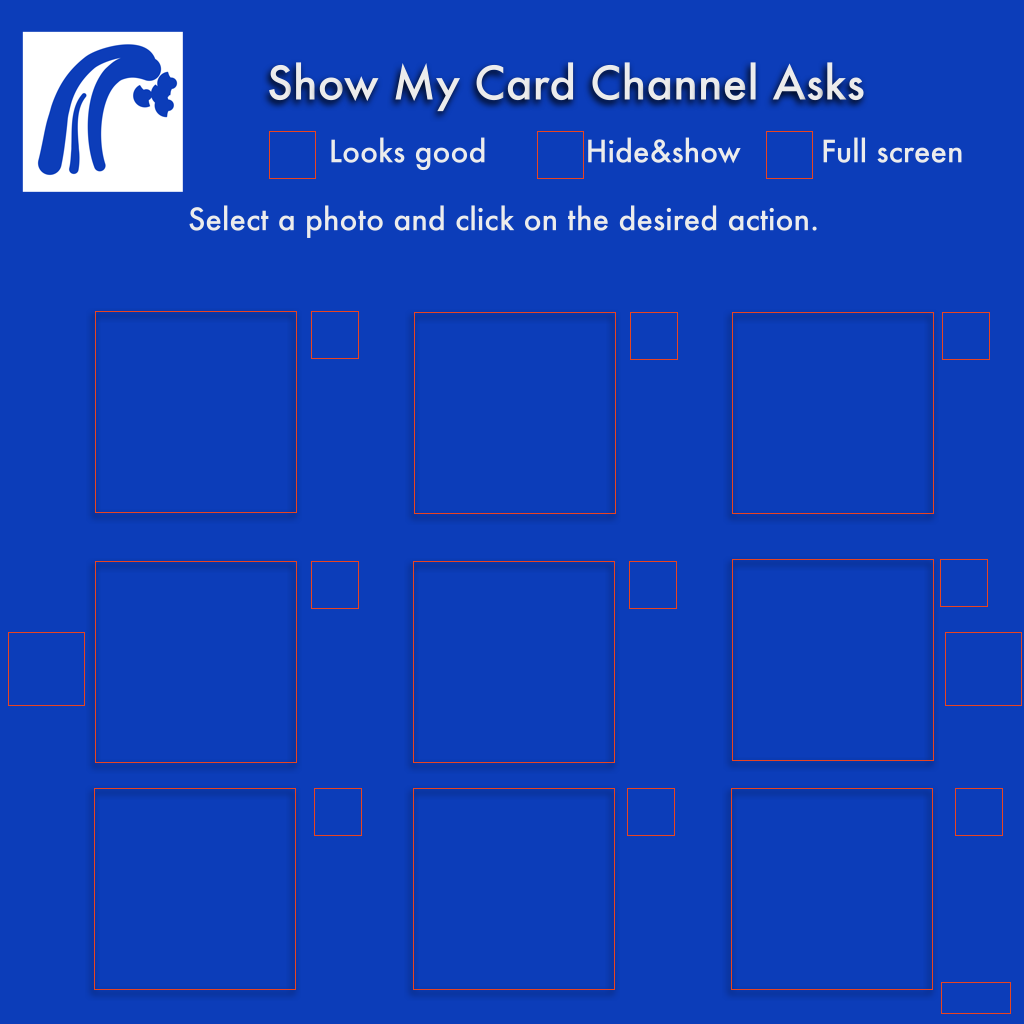 Show My Card Channel Asks
Looks good Hide&show Full screen
Select a photo and click on the desired action.